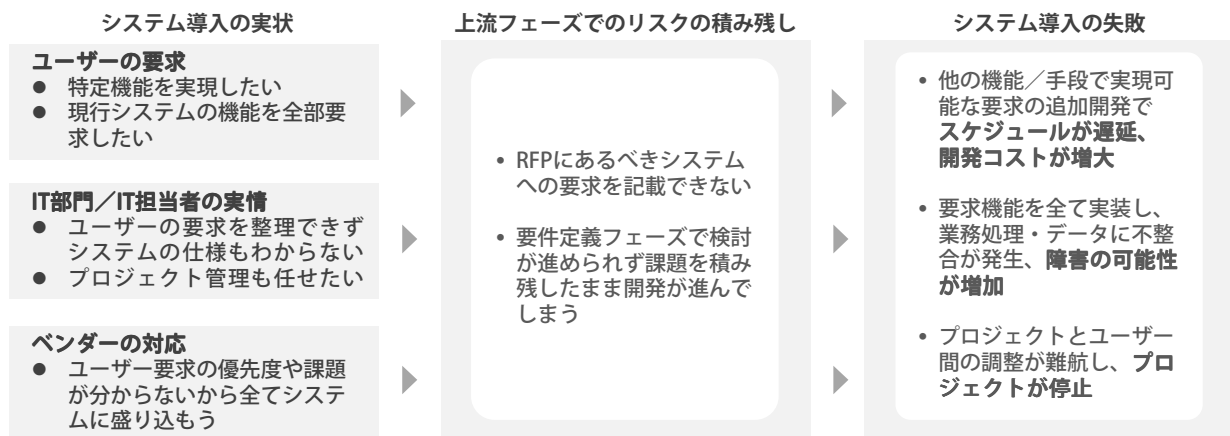 システム導入の実状
ユーザーの要求
● 特定機能を実現したい
● 現行システムの機能を全部要
求したい
IT部門／IT担当者の実情
● ユーザーの要求を整理できず
システムの仕様もわからない
● プロジェクト管理も任せたい
ベンダーの対応
● ユーザー要求の優先度や課題
が分からないから全てシステ
ムに盛り込もう
上流フェーズでのリスクの積み残し
• RFPにあるべきシステム
への要求を記載できない
• 要件定義フェーズで検討
が進められず課題を積み
残したまま開発が進んで
しまう
システム導入の失敗
• 他の機能／手段で実現可
能な要求の追加開発で
スケジュールが遅延、
開発コストが増大
• 要求機能を全て実装し、
業務処理・データに不整
合が発生、障害の可能性
が増加
• プロジェクトとユーザー
間の調整が難航し、プロ
ジェクトが停止